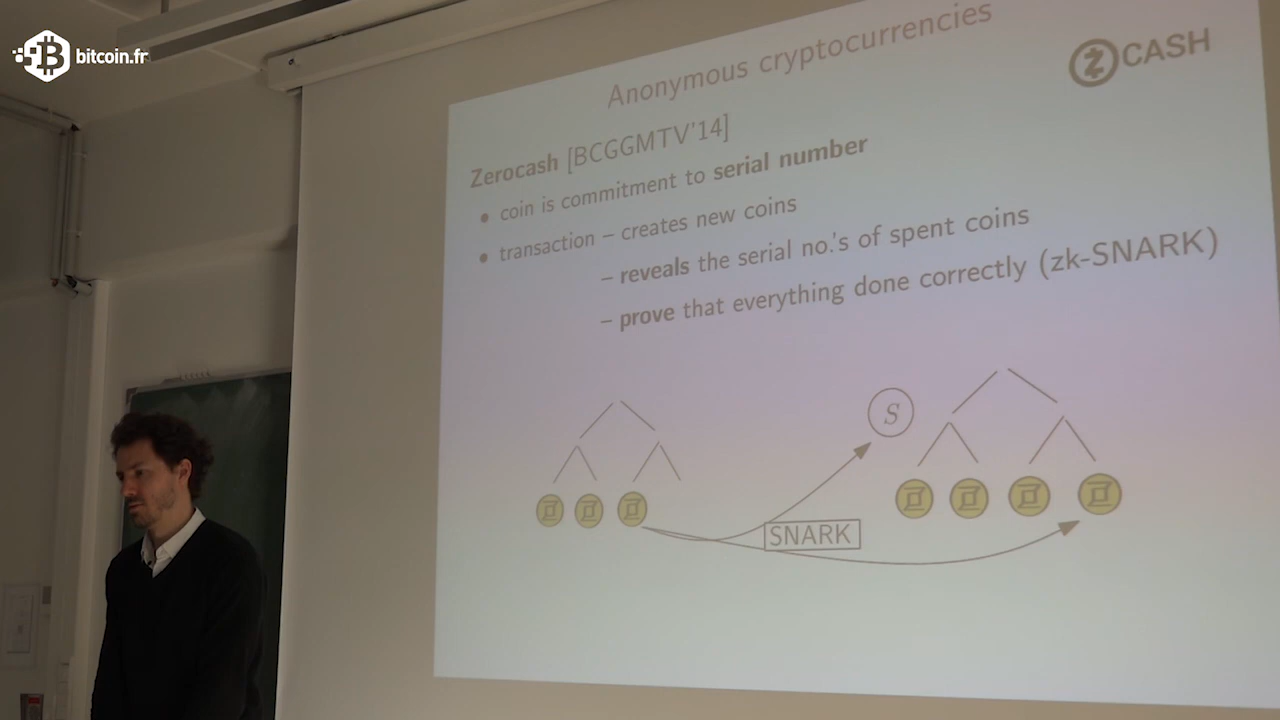 bitcoin.fr
Anonymous cryptocurrencies
ZCASH
Zerocash [BCGGMTV'14]
• coin is commitment to serial number
• transaction – creates new coins
– reveals the serial no.'s of spent coins
– prove that everything done correctly (zk-SNARK)
S
SNARK